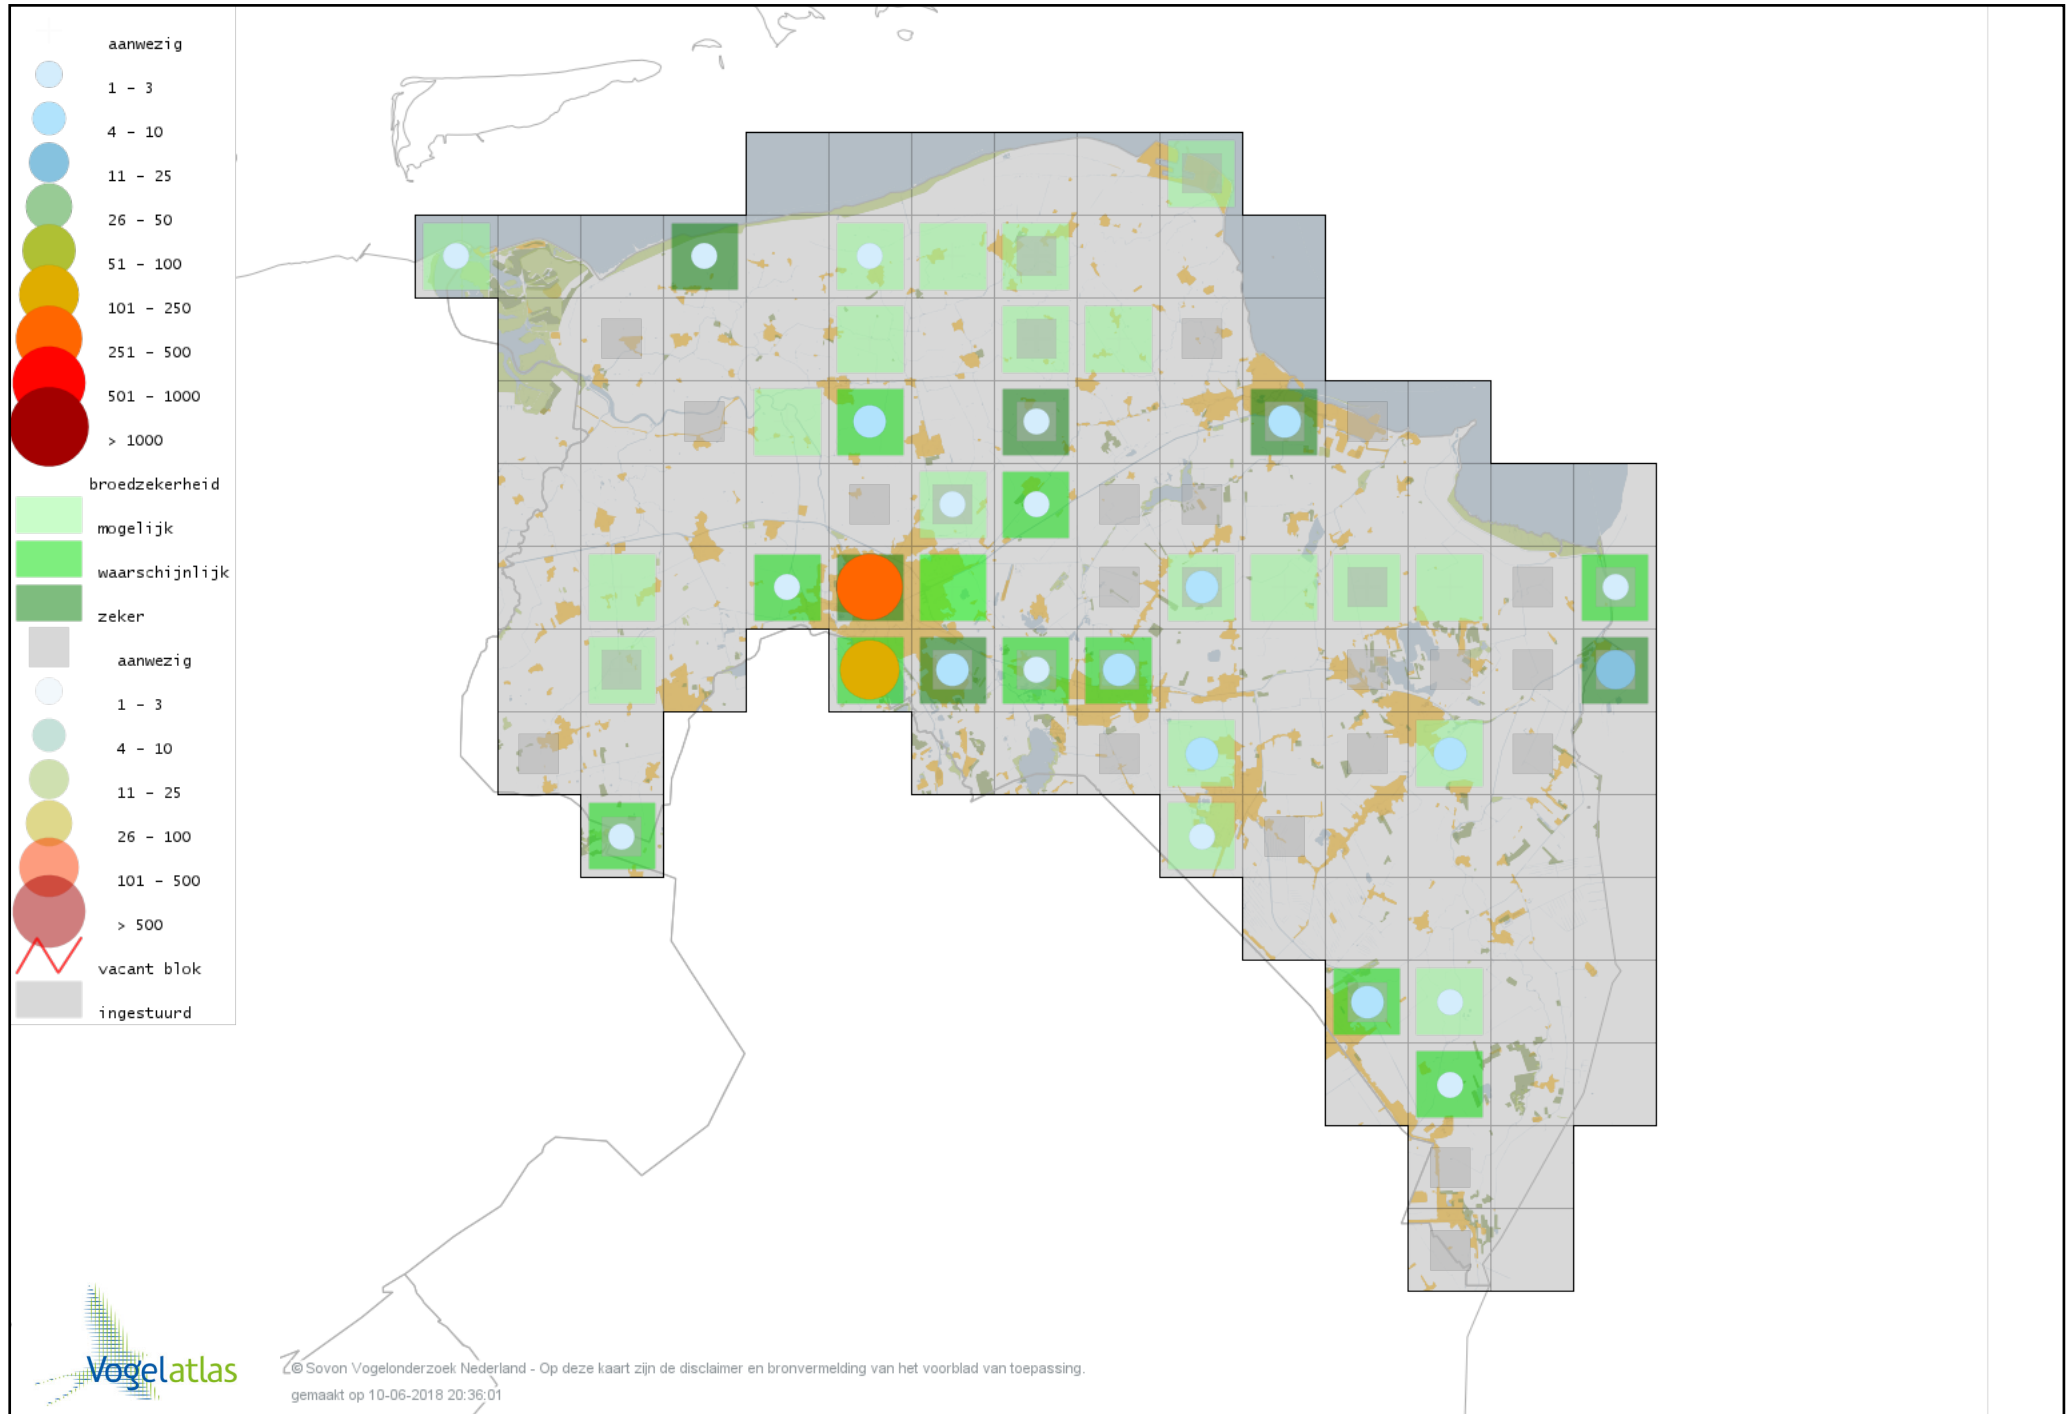 aanwezig
1 - 3
4 - 10
11 - 25
26 - 50
51 - 100
101 - 250
251 - 500
501 - 1000
> 1000
broedzekerheid
mogelijk
waarschijnlijk
zeker
aanwezig
1 - 3
4 - 10
11 - 25
26 - 100
101 - 500
> 500
vacant blok
ingestuurd
Vogelatlas
© Sovon Vogelonderzoek Nederland - Op deze kaart zijn de disclaimer en bronvermelding van het voorblad van toepassing.
gemaakt op 10-06-2018 20:36:01